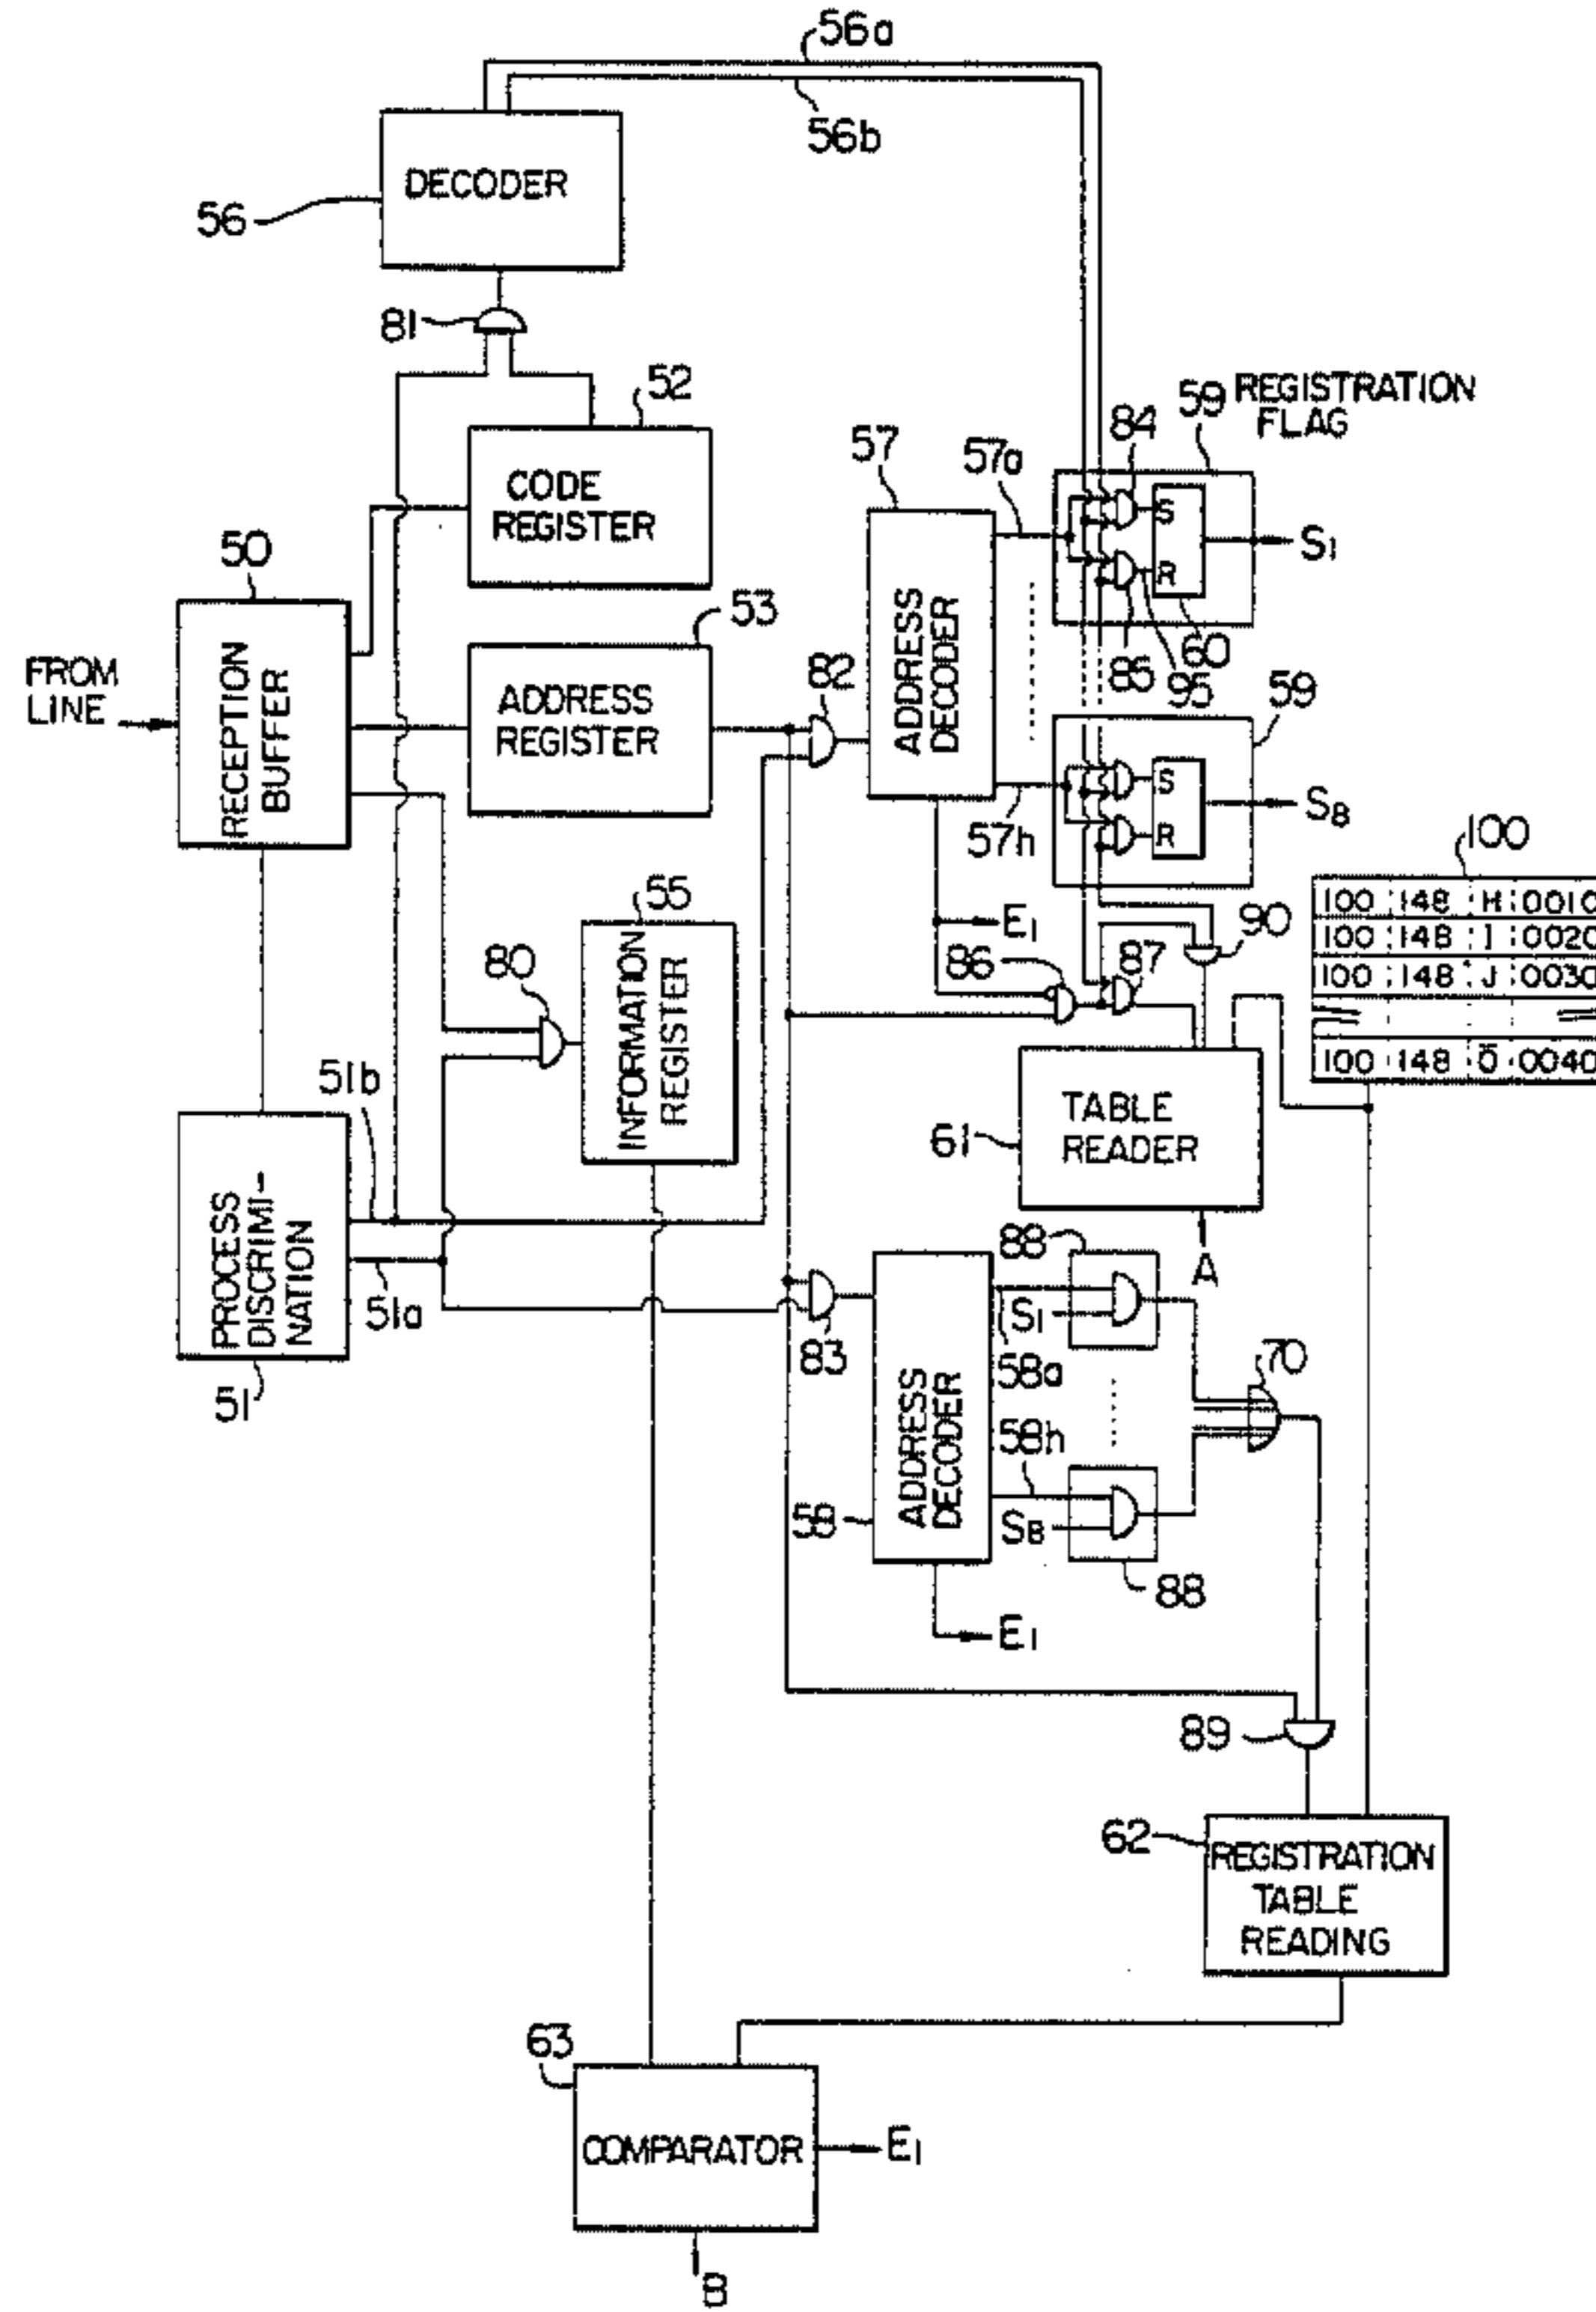 56a
56b
DECODER
56
81
52
CODE
REGISTER
59 REGISTRATION
FLAG
84
57
57a
S
R
S1
85
95
60
50
RECEPTION
BUFFER
FROM
LINE
53
ADDRESS
REGISTER
82
ADDRESS
DECODER
59
S
R
S8
57h
100
100 148 H 0010
100 148 I 0020
100 148 J 0030
100 148 Ō 0040
55
INFORMATION
REGISTER
80
E1
86
87
90
51b
TABLE
READER
61
A
PROCESS
DISCRIMI-
NATION
51a
51
83
ADDRESS
DECODER
88
S1
58a
70
58h
58
S8
88
E1
89
62
REGISTRATION
TABLE
READING
63
COMPARATOR
E1
B